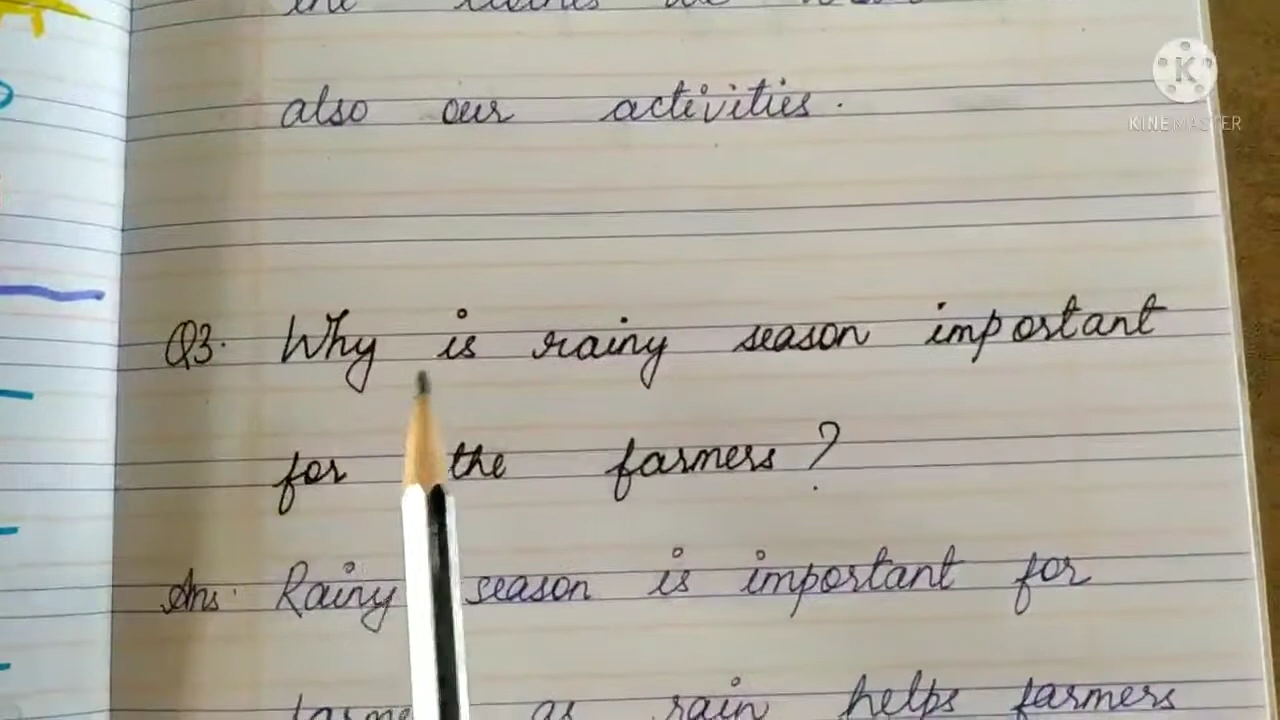 also our activities.
Q3. Why is rainy season important
for the farmers?
Ans. Rainy season is important for
as rain helps farmers
K
KINEMASTER